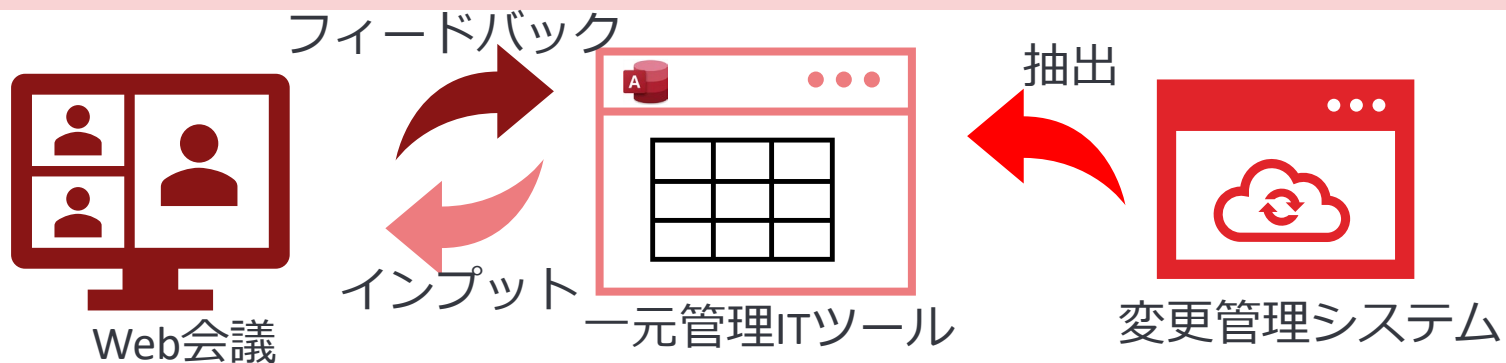 フィードバック
抽出
A
インプット
Web会議
一元管理ITツール
変更管理システム